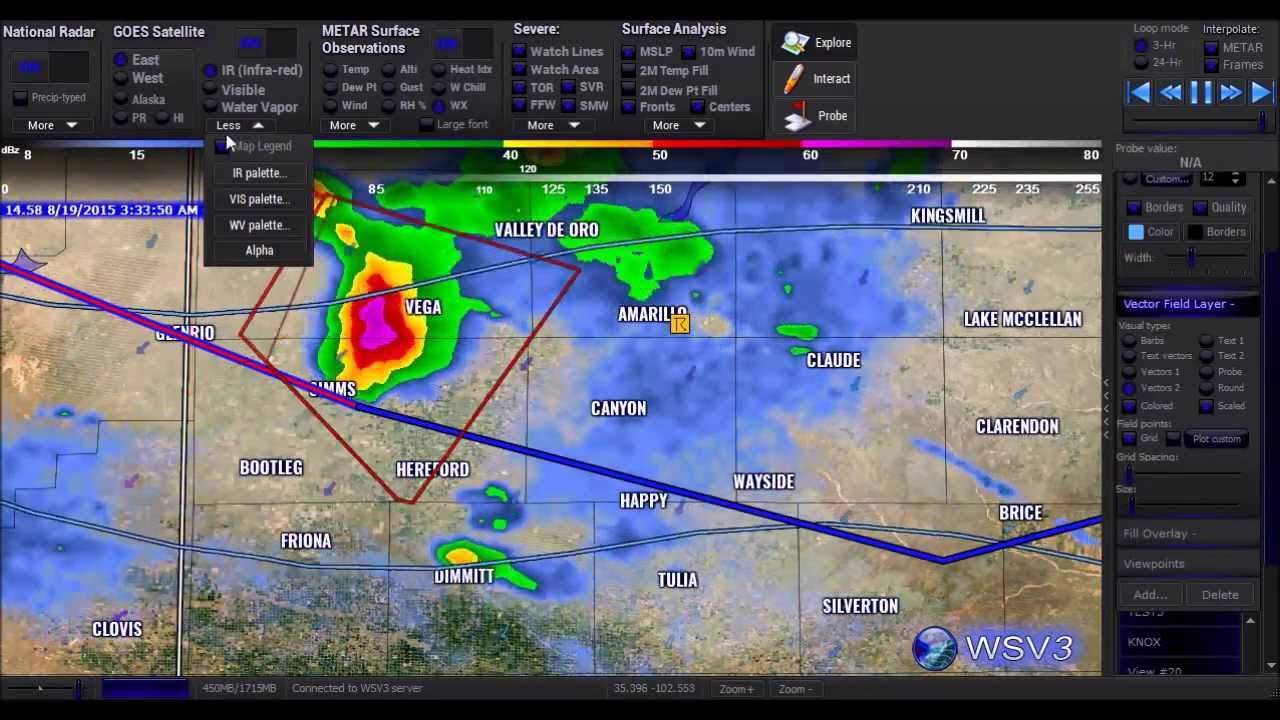 National Radar
ON
Precip-typed
More
GOES Satellite
ON
East
West
Alaska
PR HI
IR (Infra-red)
Visible
Water Vapor
Less
Map Legend
IR palette...
VIS palette...
WV palette...
Alpha
METAR Surface
Observations
ON
Temp Alti Heat Idx
Dew Pt Gust W Chill
Wind RH % WX
More Large font
Severe:
Watch Lines
Watch Area
TOR SVR
FFW SMW
More
Surface Analysis
MSLP 10m Wind
2M Temp Fill
2M Dew Pt Fill
Fronts Centers
More
Explore
Interact
Probe
Loop mode
3-Hr
24-Hr
Interpolate:
METAR
Frames
dBz 8 15 40 50 60 70 80
120
0 85 110 125 135 150 210 225 235 255
14.58 8/19/2015 3:33:50 AM
KINGSMILL
VALLEY DE ORO
VEGA
AMARILLO
R
LAKE MCCLELLAN
GLENRIO
CLAUDE
SIMMS
CANYON
CLARENDON
BOOTLEG
HEREFORD
WAYSIDE
HAPPY
BRICE
FRIONA
DIMMITT
TULIA
SILVERTON
CLOVIS
WSV3
Probe value:
N/A
Custom... 12
Borders Quality
Color Borders
Width:
Vector Field Layer -
Visual type:
Barbs Text 1
Text vectors Text 2
Vectors 1 Probe
Vectors 2 Round
Colored Scaled
Field points:
Grid Plot custom
Grid Spacing:
Size:
Fill Overlay -
Viewpoints
Add... Delete
KNOX
View #20
450MB/1715MB Connected to WSV3 server 35.396 -102.553 Zoom+ Zoom -